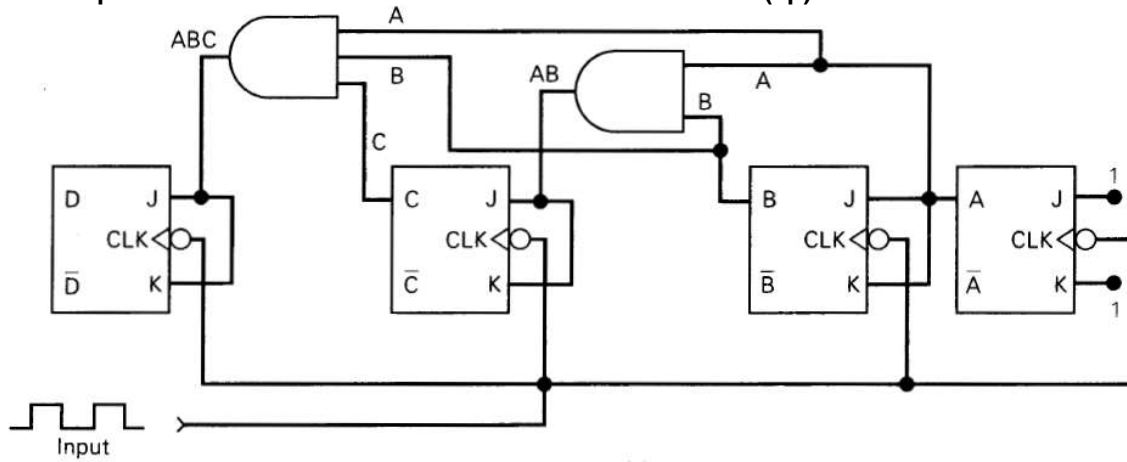 A
ABC
B
AB
A
B
C
D J
CLK
D̅ K
C J
CLK
C̅ K
B J
CLK
B̅ K
A J 1
CLK
A̅ K
1
Input